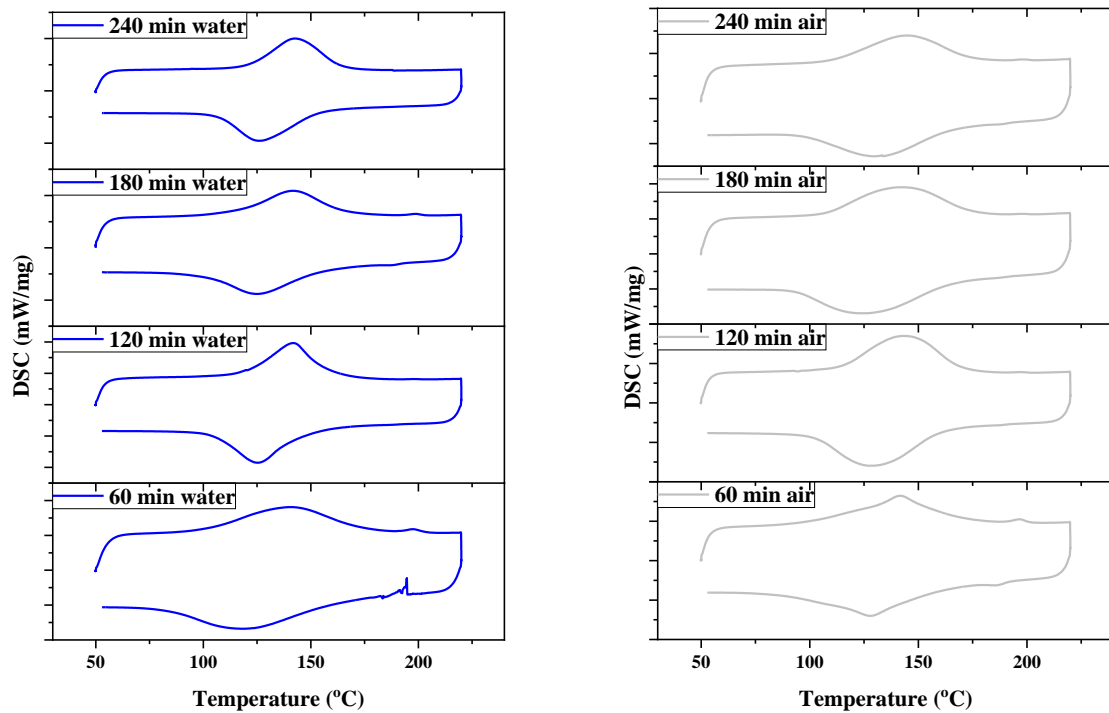 240 min water
180 min water
120 min water
60 min water
DSC (mW/mg)
50 100 150 200
Temperature (°C)
240 min air
180 min air
120 min air
60 min air
DSC (mW/mg)
50 100 150 200
Temperature (°C)